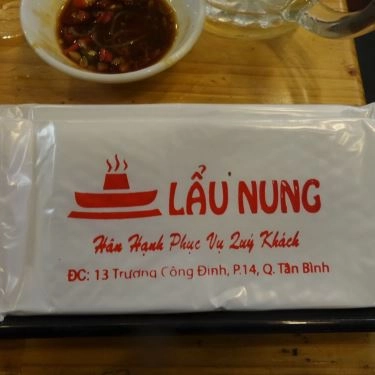 LẨU NUNG
Hân Hạnh Phục Vụ Quý Khách
ĐC: 13 Trương Công Định, P.14, Q. Tân Bình